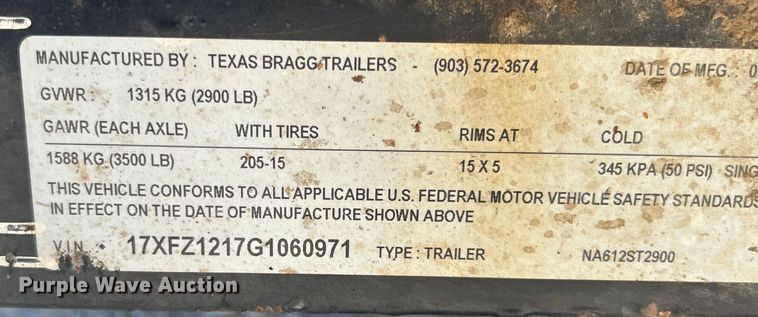 MANUFACTURED BY : TEXAS BRAGG TRAILERS - (903) 572-3674 DATE OF MFG. : 0
GVWR : 1315 KG (2900 LB)
GAWR (EACH AXLE) WITH TIRES RIMS AT COLD
1588 KG (3500 LB) 205-15 15 X 5 345 KPA (50 PSI) SING
THIS VEHICLE CONFORMS TO ALL APPLICABLE U.S. FEDERAL MOTOR VEHICLE SAFETY STANDARDS
IN EFFECT ON THE DATE OF MANUFACTURE SHOWN ABOVE
V.I.N. : 17XFZ1217G1060971 TYPE : TRAILER NA612ST2900
Purple Wave Auction